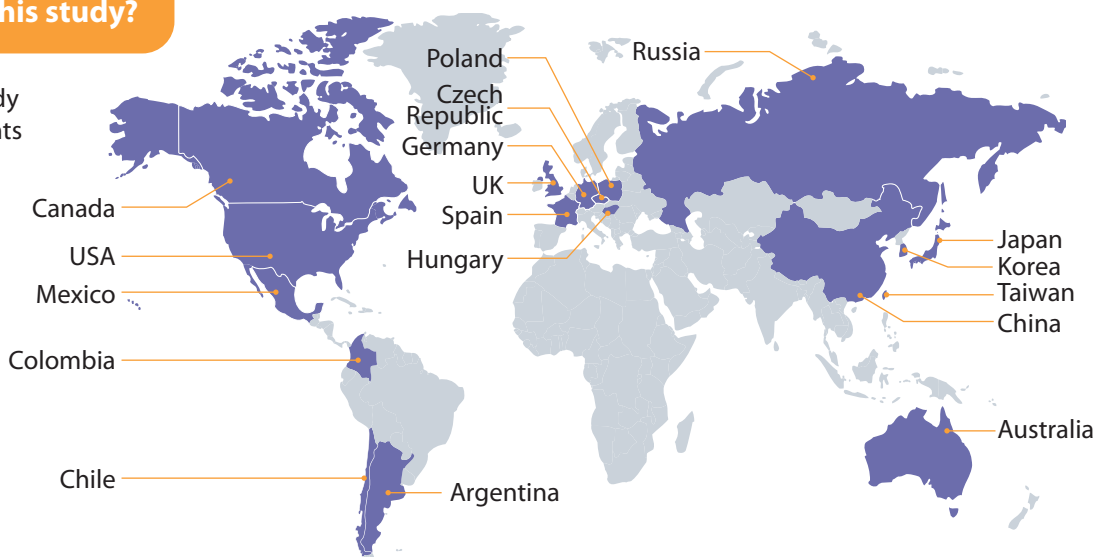 his study?
dy
ts
Canada
USA
Mexico
Colombia
Chile
Argentina
Poland
Czech
Republic
Germany
UK
Spain
Hungary
Russia
Japan
Korea
Taiwan
China
Australia